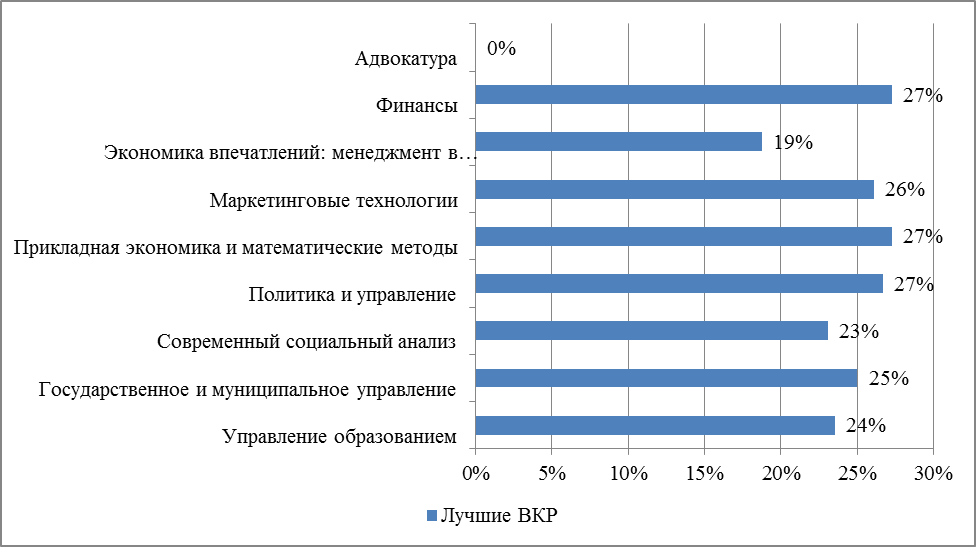 Адвокатура 0%
Финансы 27%
Экономика впечатлений: менеджмент в… 19%
Маркетинговые технологии 26%
Прикладная экономика и математические методы 27%
Политика и управление 27%
Современный социальный анализ 23%
Государственное и муниципальное управление 25%
Управление образованием 24%
0% 5% 10% 15% 20% 25% 30%
Лучшие ВКР